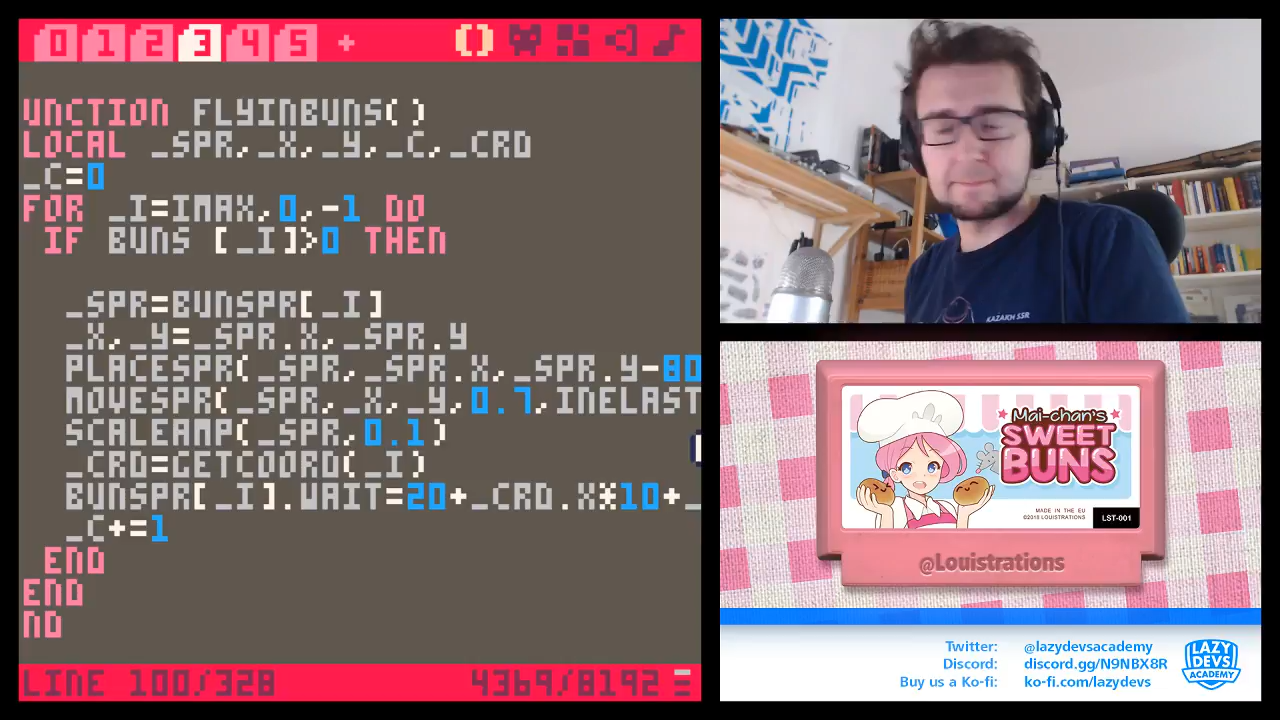 0 1 2 3 4 5 +
UNCTION FLYINBUNS()
LOCAL _SPR,_X,_Y,_C,_CRD
_C=0
FOR _I=IMAX,0,-1 DO
IF BUNS [_I]>0 THEN
_SPR=BUNSPR[_I]
_X,_Y=_SPR.X,_SPR.Y
PLACESPR(_SPR,_SPR.X,_SPR.Y-80
MOVESPR(_SPR,_X,_Y,0.7,INELAST
SCALEAMP(_SPR,0.1)
_CRD=GETCOORD(_I)
BUNSPR[_I].WAIT=20+_CRD.X*10+_
_C+=1
END
END
ND
LINE 100/328
4369/8192
KAZAKH SSR
Mai-chan's
SWEET
BUNS
MADE IN THE EU
©2019 LOUISTRATIONS
LST-001
@Louistrations
Twitter: @lazydevsacademy
Discord: discord.gg/N9NBX8R
Buy us a Ko-fi: ko-fi.com/lazydevs
LAZY
DEVS
ACADEMY